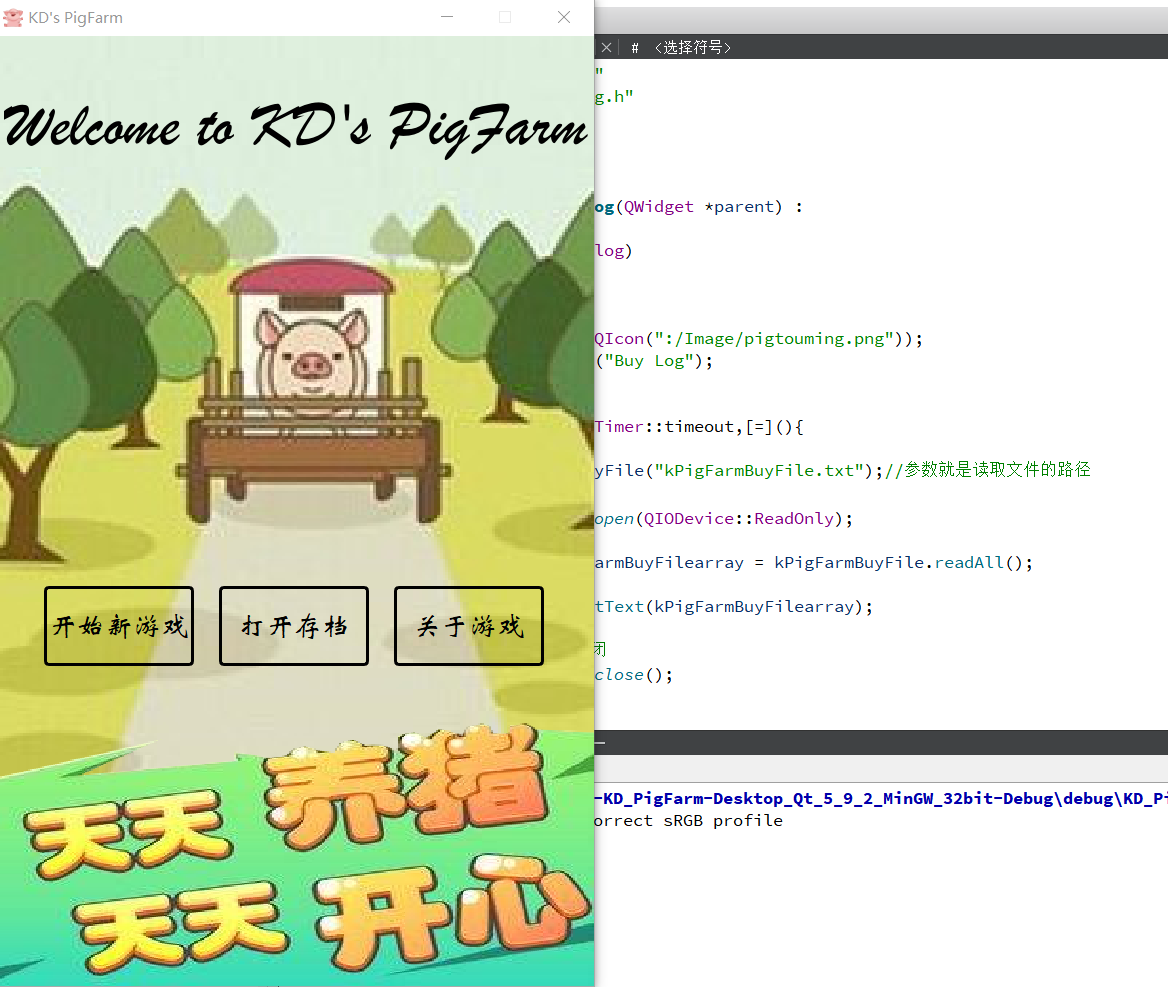 KD's PigFarm
Welcome to KD's PigFarm
开始新游戏
打开存档
关于游戏
天天养猪
天天开心
# <选择符号>
"
g.h"
og(QWidget *parent) :
log)
QIcon(":/Image/pigtouming.png"));
("Buy Log");
Timer::timeout,[=](){
yFile("kPigFarmBuyFile.txt");//参数就是读取文件的路径
open(QIODevice::ReadOnly);
armBuyFilearray = kPigFarmBuyFile.readAll();
tText(kPigFarmBuyFilearray);
闭
close();
-KD_PigFarm-Desktop_Qt_5_9_2_MinGW_32bit-Debug\debug\KD_Pi
orrect sRGB profile